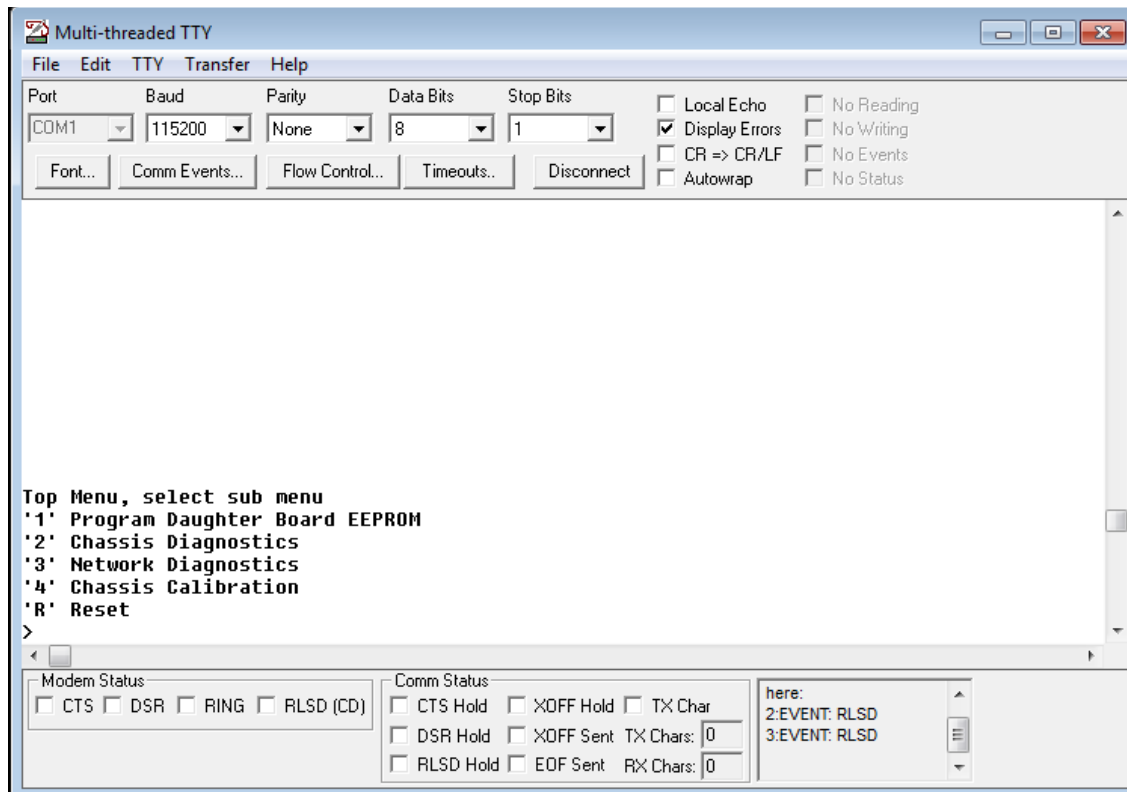 Multi-threaded TTY
File Edit TTY Transfer Help
Port Baud Parity Data Bits Stop Bits
COM1 115200 None 8 1
Local Echo No Reading
Display Errors No Writing
CR => CR/LF No Events
Autowrap No Status
Font... Comm Events... Flow Control... Timeouts.. Disconnect
Top Menu, select sub menu
'1' Program Daughter Board EEPROM
'2' Chassis Diagnostics
'3' Network Diagnostics
'4' Chassis Calibration
'R' Reset
>
Modem Status
CTS DSR RING RLSD (CD)
Comm Status
CTS Hold XOFF Hold TX Char
DSR Hold XOFF Sent TX Chars: 0
RLSD Hold EOF Sent RX Chars: 0
here:
2:EVENT: RLSD
3:EVENT: RLSD